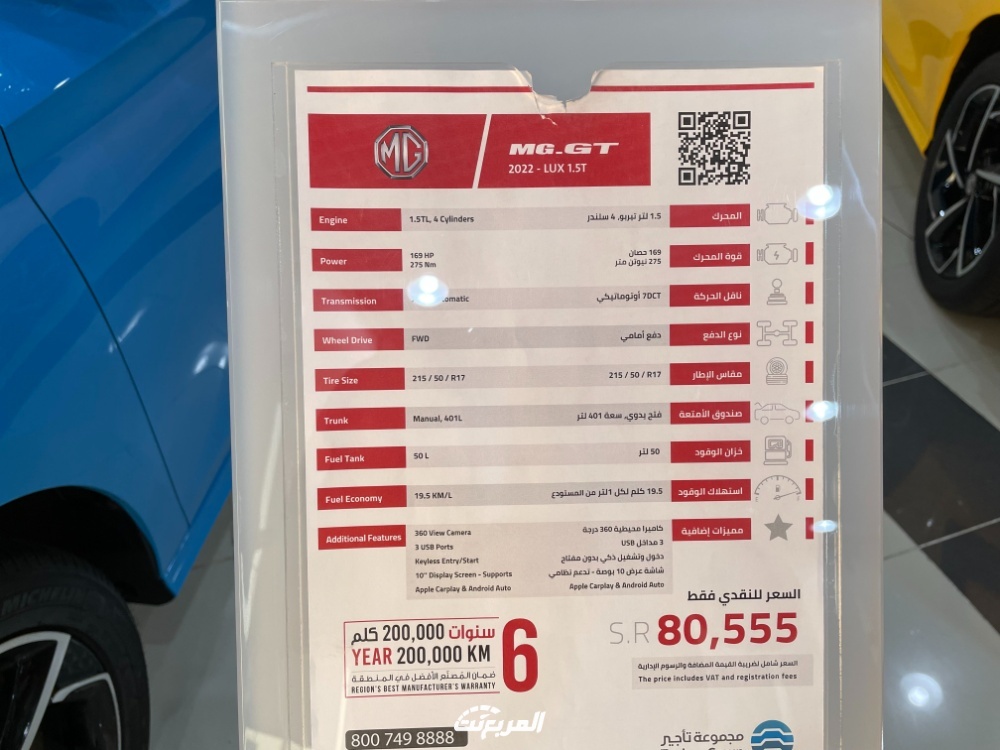 MG
MG.GT
2022 - LUX 1.5T
Engine
1.5TL, 4 Cylinders
1.5 لتر تيربو, 4 سلندر
المحرك
Power
169 HP
275 Nm
169 حصان
275 نيوتن متر
قوة المحرك
Transmission
7DCT أوتوماتيكي
ناقل الحركة
Wheel Drive
FWD
دفع أمامي
نوع الدفع
Tire Size
215 / 50 / R17
215 / 50 / R17
مقاس الإطار
Trunk
Manual, 401L
فتح يدوي, سعة 401 لتر
صندوق الأمتعة
Fuel Tank
50 L
50 لتر
خزان الوقود
Fuel Economy
19.5 KM/L
19.5 كلم لكل 1لتر من المستودع
استهلاك الوقود
Additional Features
360 View Camera
3 USB Ports
Keyless Entry/Start
10" Display Screen - Supports
Apple Carplay & Android Auto
كاميرا محيطية 360 درجة
3 مداخل USB
دخول وتشغيل ذكي بدون مفتاح
شاشة عرض 10 بوصة - تدعم نظامي
Apple Carplay & Android Auto
مميزات إضافية
السعر للنقدي فقط
S.R 80,555
السعر شامل لضريبة القيمة المضافة والرسوم الإدارية
The price includes VAT and registration fees
6
سنوات 200,000 كلم
YEAR 200,000 KM
ضمان المصنّع الأفضل في المنطقة
REGION'S BEST MANUFACTURER'S WARRANTY
800 749 8888
المربع نت
مجموعة تأجير
MICHELIN